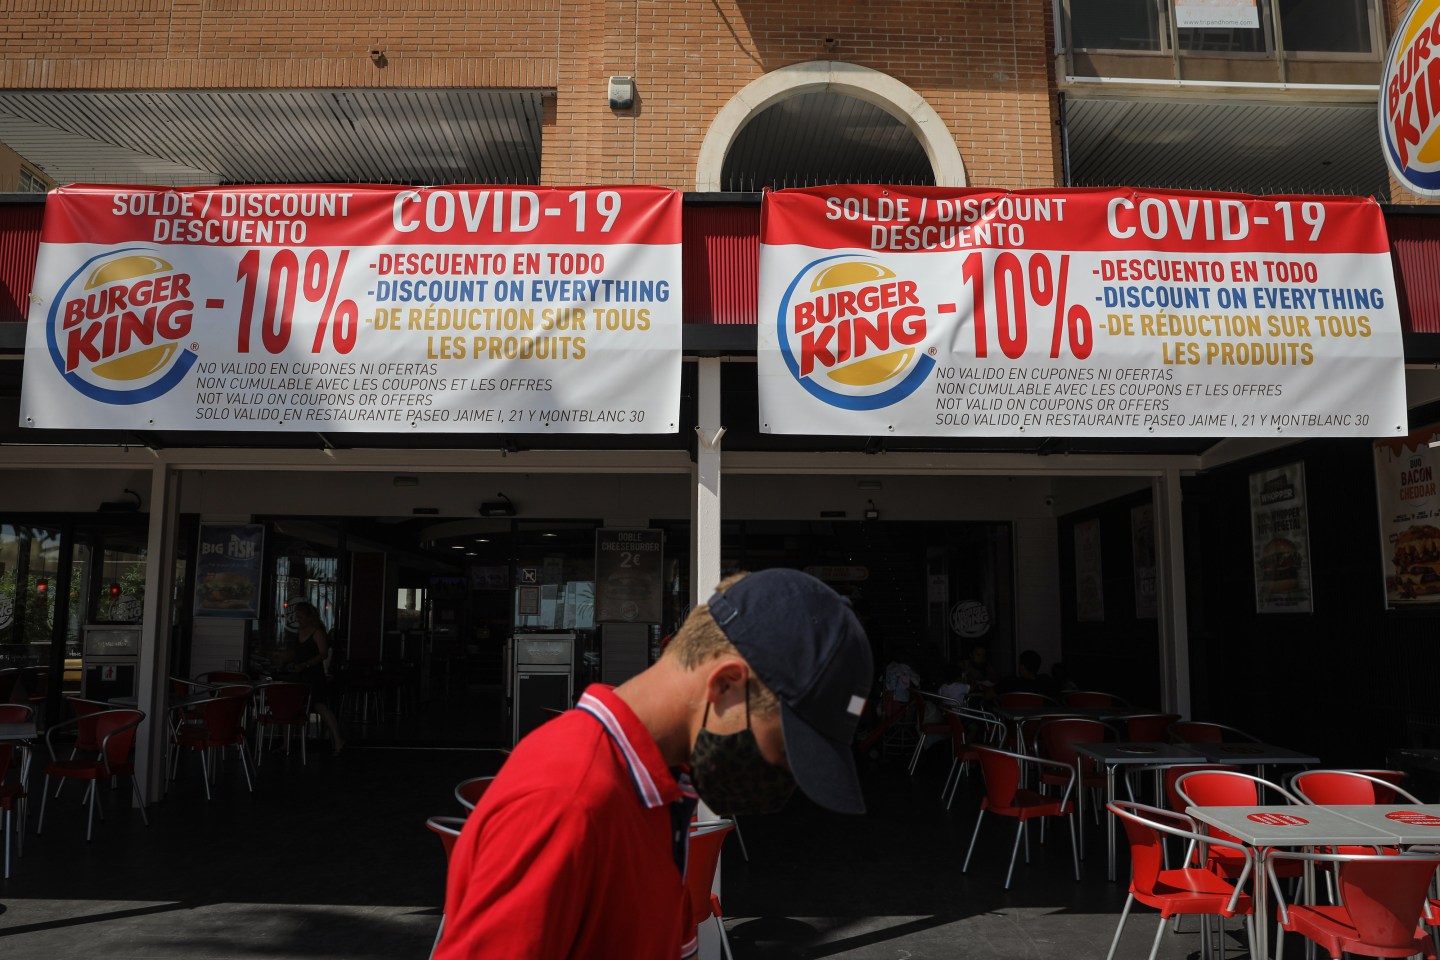 www.tripandhome.com
SOLDE / DISCOUNT
DESCUENTO
COVID-19
BURGER
KING
®
-10%
-DESCUENTO EN TODO
-DISCOUNT ON EVERYTHING
-DE RÉDUCTION SUR TOUS
LES PRODUITS
NO VALIDO EN CUPONES NI OFERTAS
NON CUMULABLE AVEC LES COUPONS ET LES OFFRES
NOT VALID ON COUPONS OR OFFERS
SOLO VALIDO EN RESTAURANTE PASEO JAIME I, 21 Y MONTBLANC 30
SOLDE / DISCOUNT
DESCUENTO
COVID-19
BURGER
KING
®
-10%
-DESCUENTO EN TODO
-DISCOUNT ON EVERYTHING
-DE RÉDUCTION SUR TOUS
LES PRODUITS
NO VALIDO EN CUPONES NI OFERTAS
NON CUMULABLE AVEC LES COUPONS ET LES OFFRES
NOT VALID ON COUPONS OR OFFERS
SOLO VALIDO EN RESTAURANTE PASEO JAIME I, 21 Y MONTBLANC 30
BIG FISH
DOBLE
CHEESEBURGER
2€
BACON
CHEDDAR